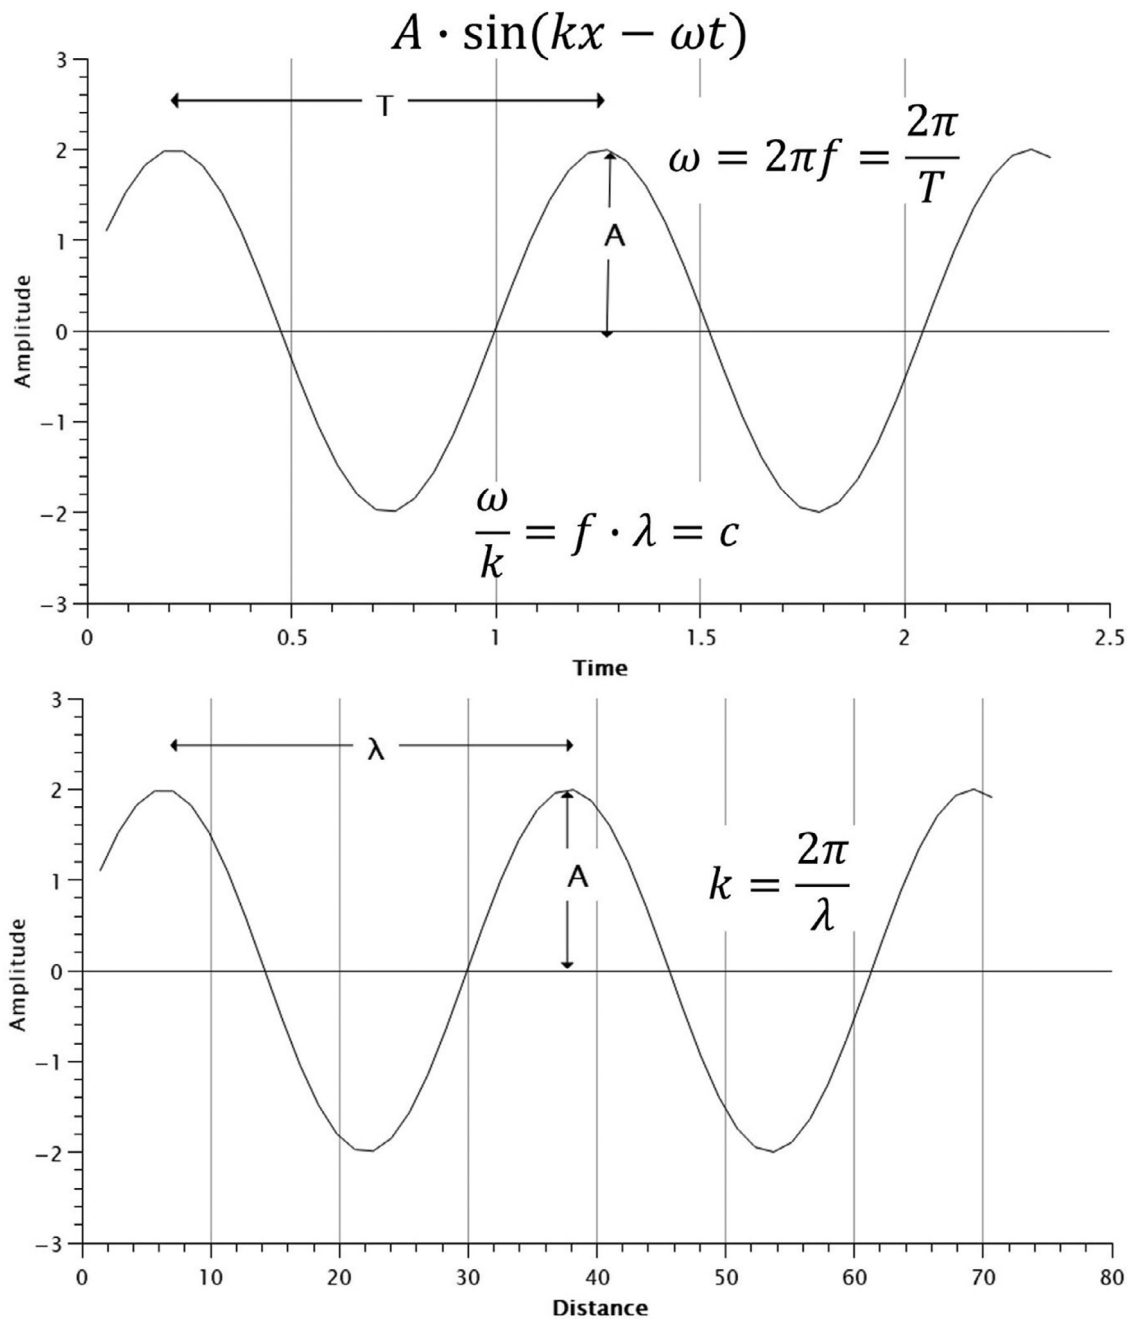 A · sin(kx − ωt)
3
T
ω = 2πf = 2π/T
2
A
1
Amplitude
0
−1
ω/k = f · λ = c
−2
−3
0 0.5 1 1.5 2 2.5
Time
3
λ
2
k = 2π/λ
A
1
Amplitude
0
−1
−2
−3
0 10 20 30 40 50 60 70 80
Distance